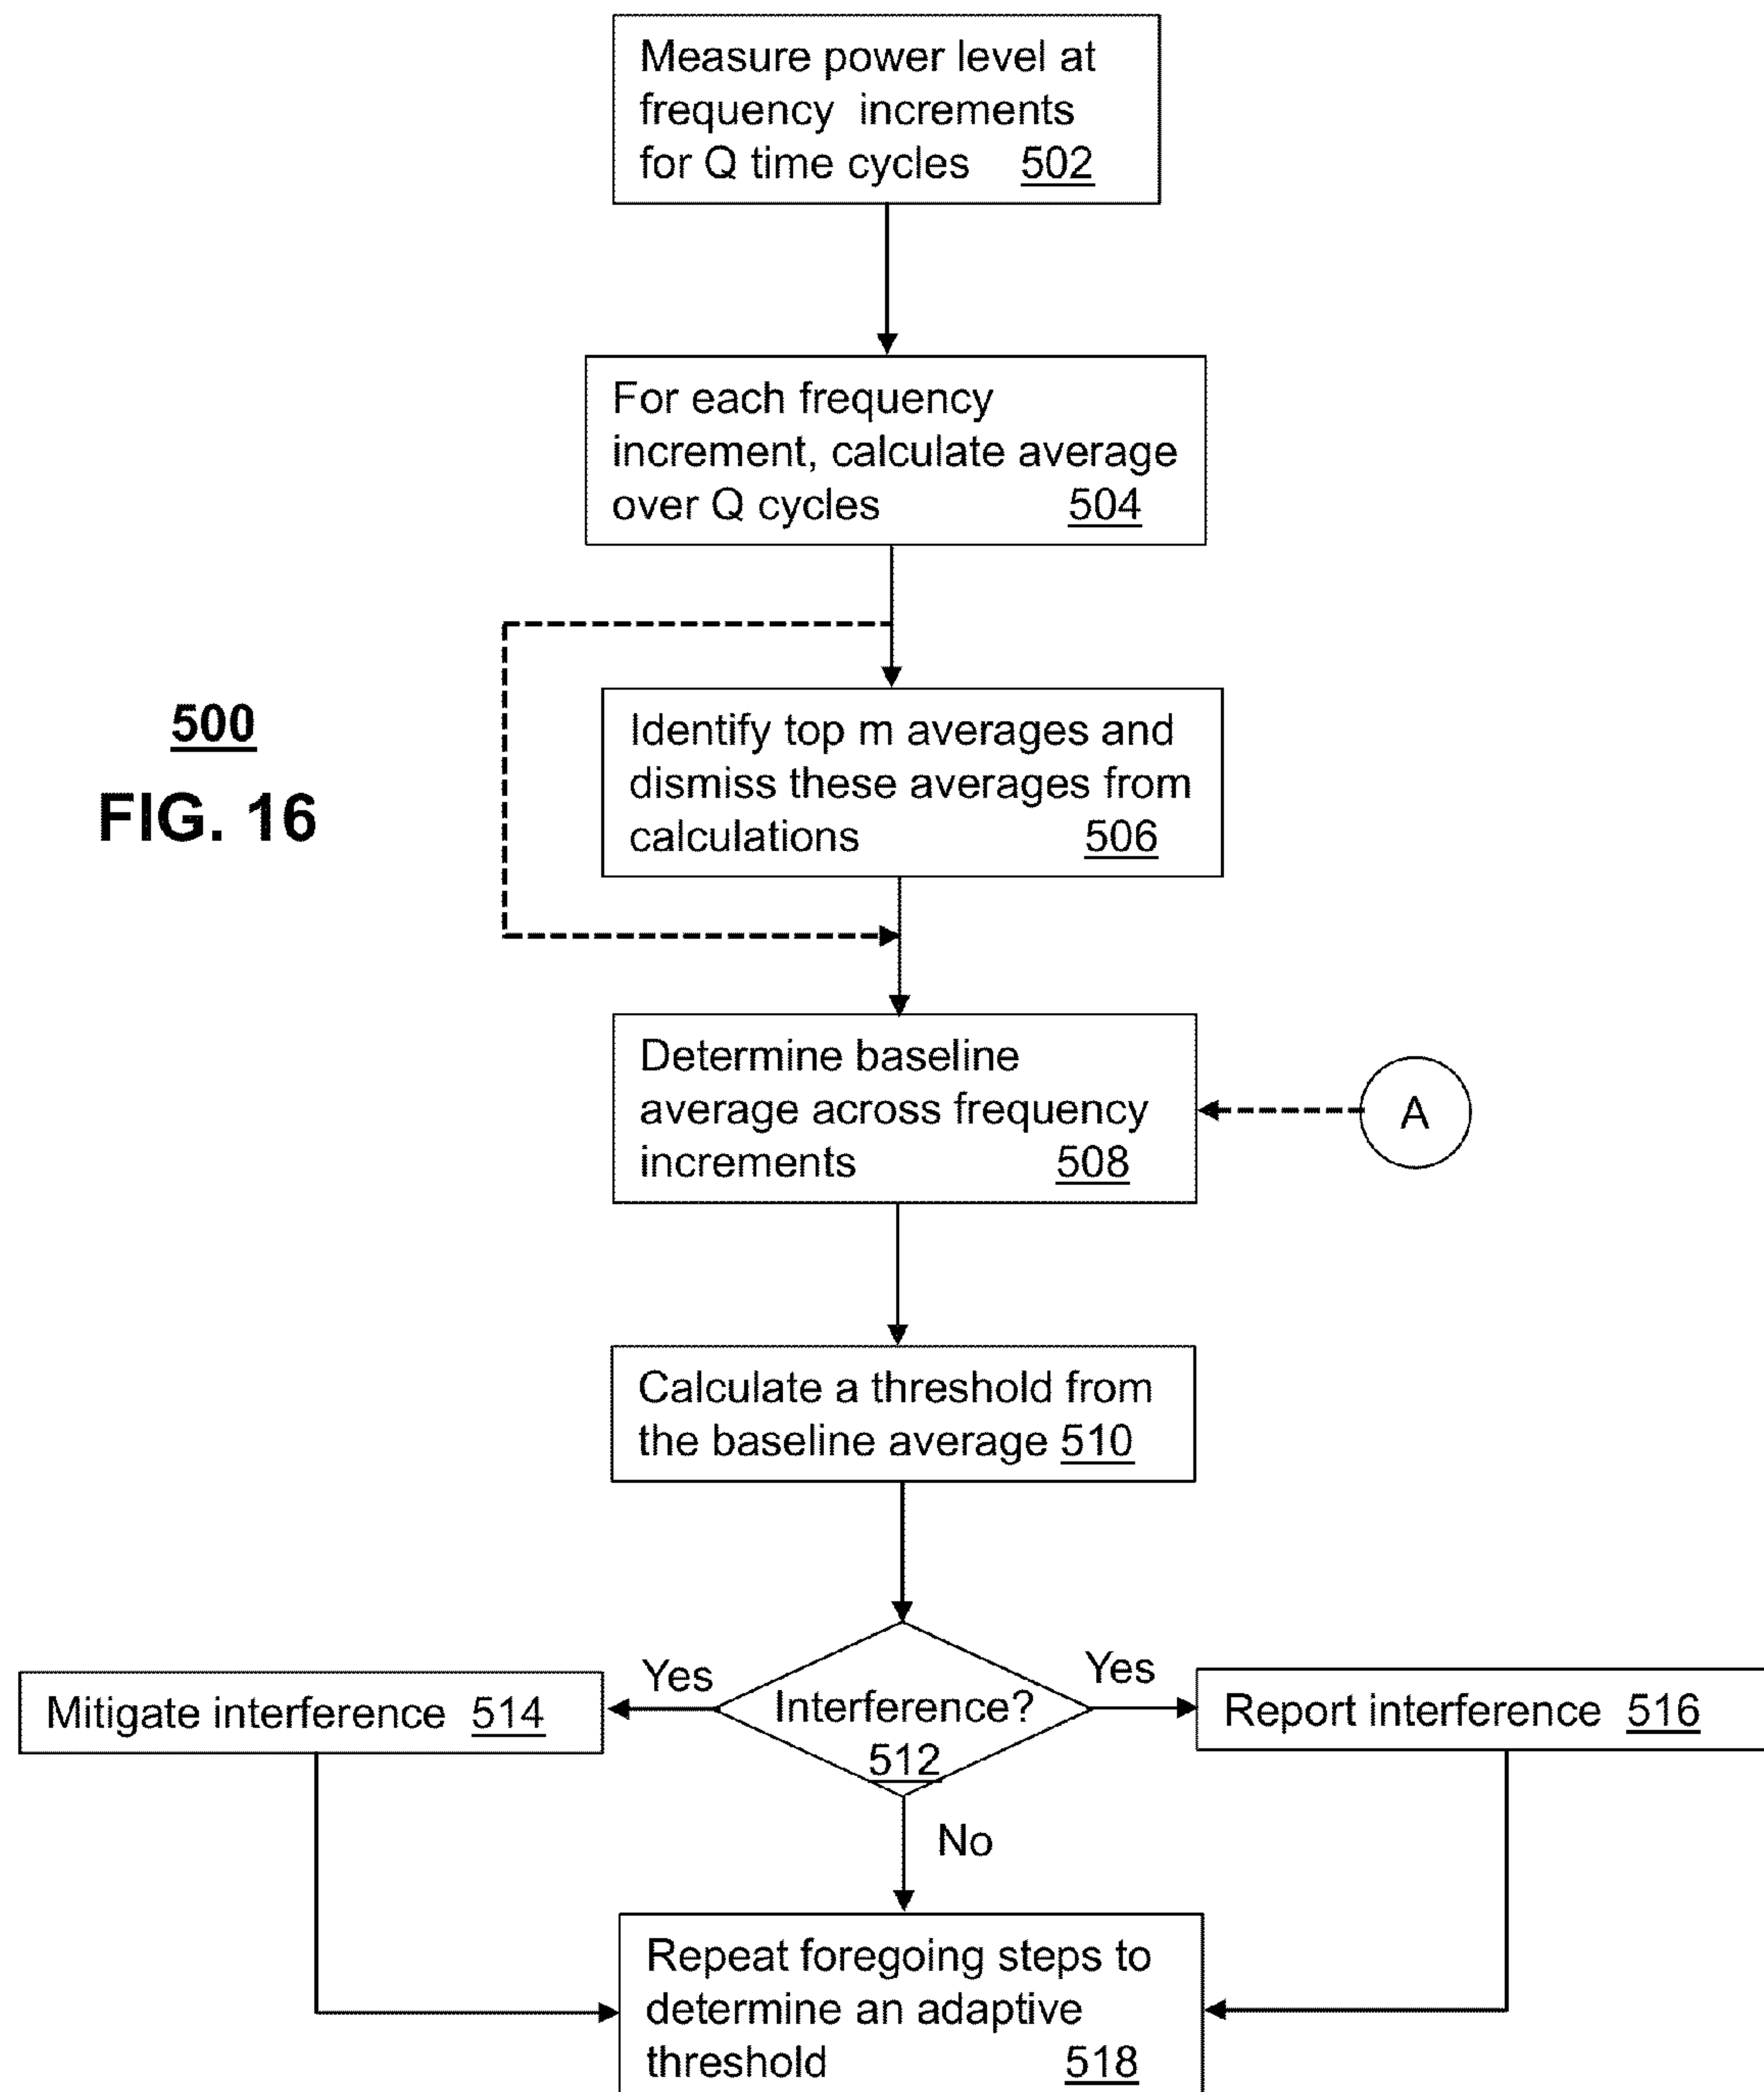 Measure power level at
frequency increments
for Q time cycles 502
For each frequency
increment, calculate average
over Q cycles 504
500
FIG. 16
Identify top m averages and
dismiss these averages from
calculations 506
Determine baseline
average across frequency
increments 508
A
Calculate a threshold from
the baseline average 510
Yes
Yes
Mitigate interference 514
Interference?
512
Report interference 516
No
Repeat foregoing steps to
determine an adaptive
threshold 518